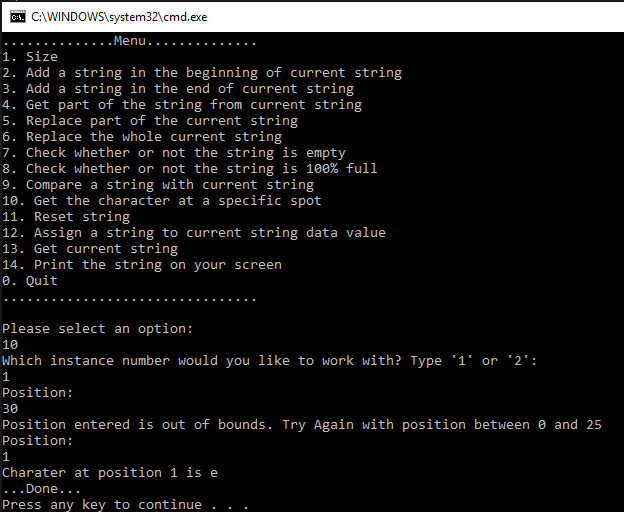 C:\WINDOWS\system32\cmd.exe
..............Menu..............
1. Size
2. Add a string in the beginning of current string
3. Add a string in the end of current string
4. Get part of the string from current string
5. Replace part of the current string
6. Replace the whole current string
7. Check whether or not the string is empty
8. Check whether or not the string is 100% full
9. Compare a string with current string
10. Get the character at a specific spot
11. Reset string
12. Assign a string to current string data value
13. Get current string
14. Print the string on your screen
0. Quit
................................
Please select an option:
10
Which instance number would you like to work with? Type '1' or '2':
1
Position:
30
Position entered is out of bounds. Try Again with position between 0 and 25
Position:
1
Charater at position 1 is e
...Done...
Press any key to continue . . .